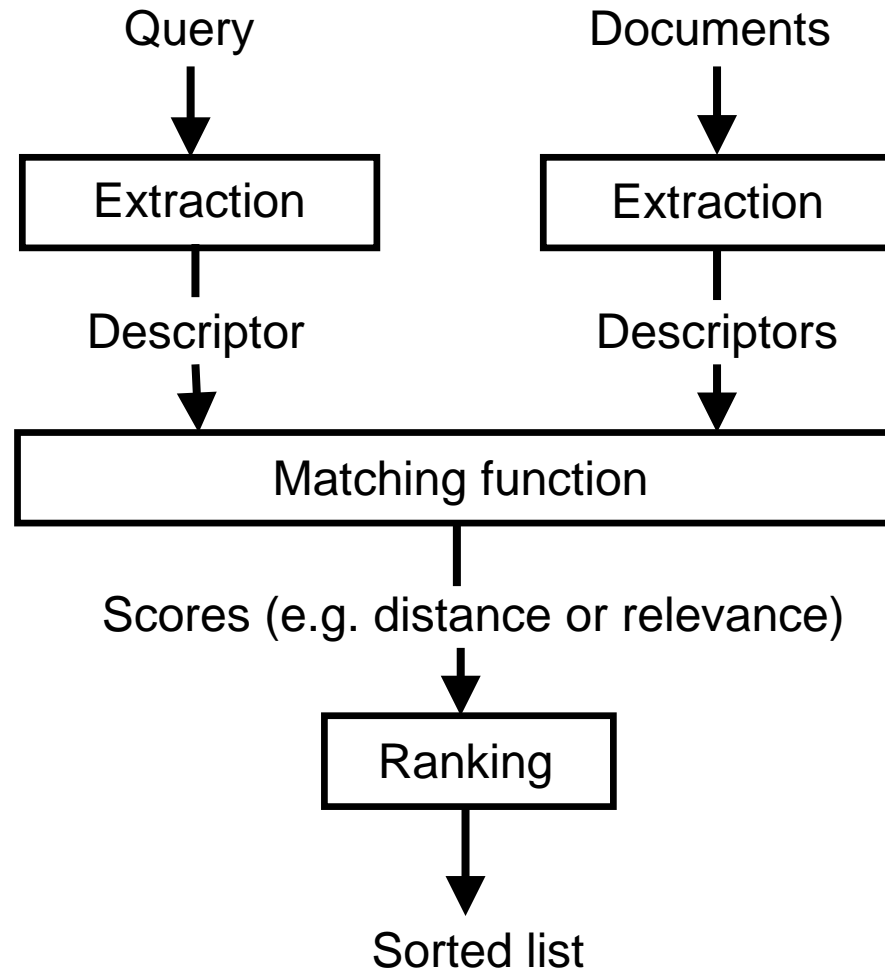 Query
Documents
Extraction
Extraction
Descriptor
Descriptors
Matching function
Scores (e.g. distance or relevance)
Ranking
Sorted list